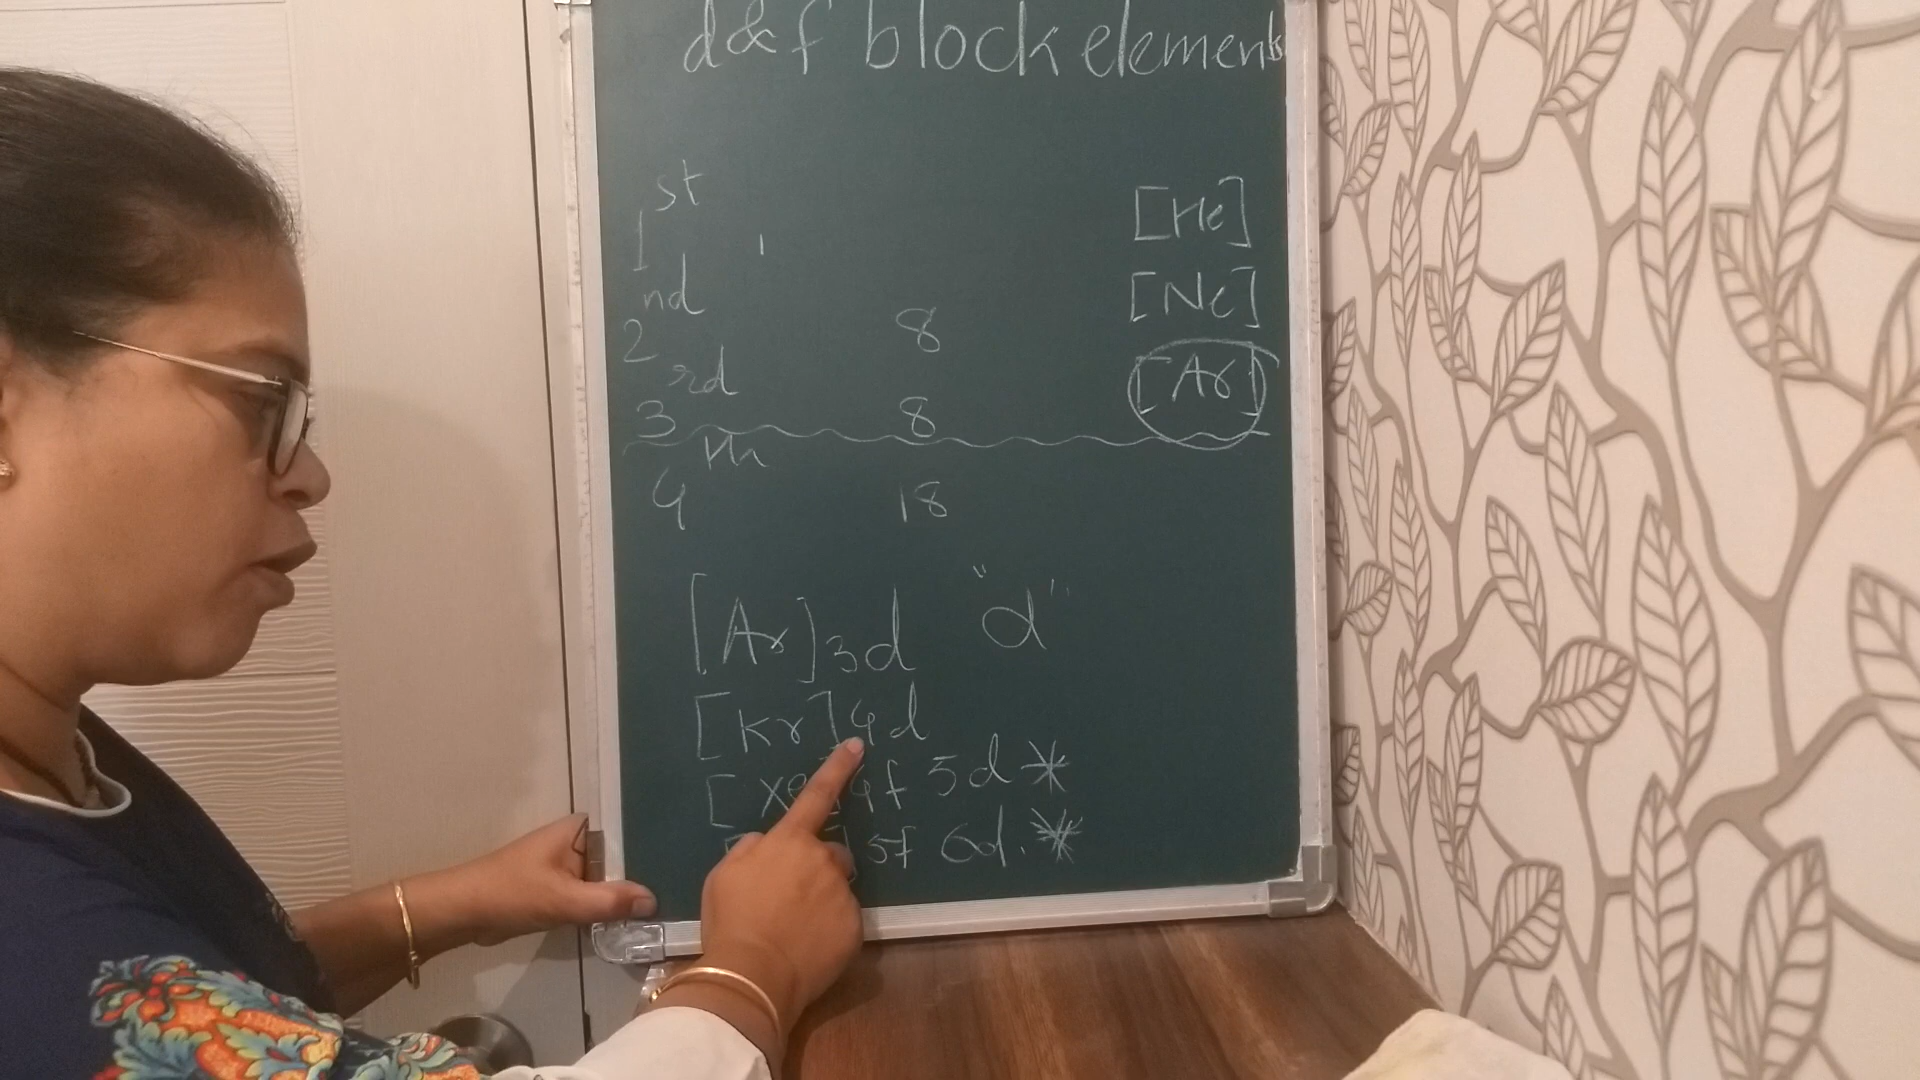 d & f block elements
1st [He]
2nd 8 [Ne]
3rd 8 [Ar]
4th 18
[Ar] 3d "d"
[Kr] 4d
[Xe] 4f 5d *
5f 6d. *